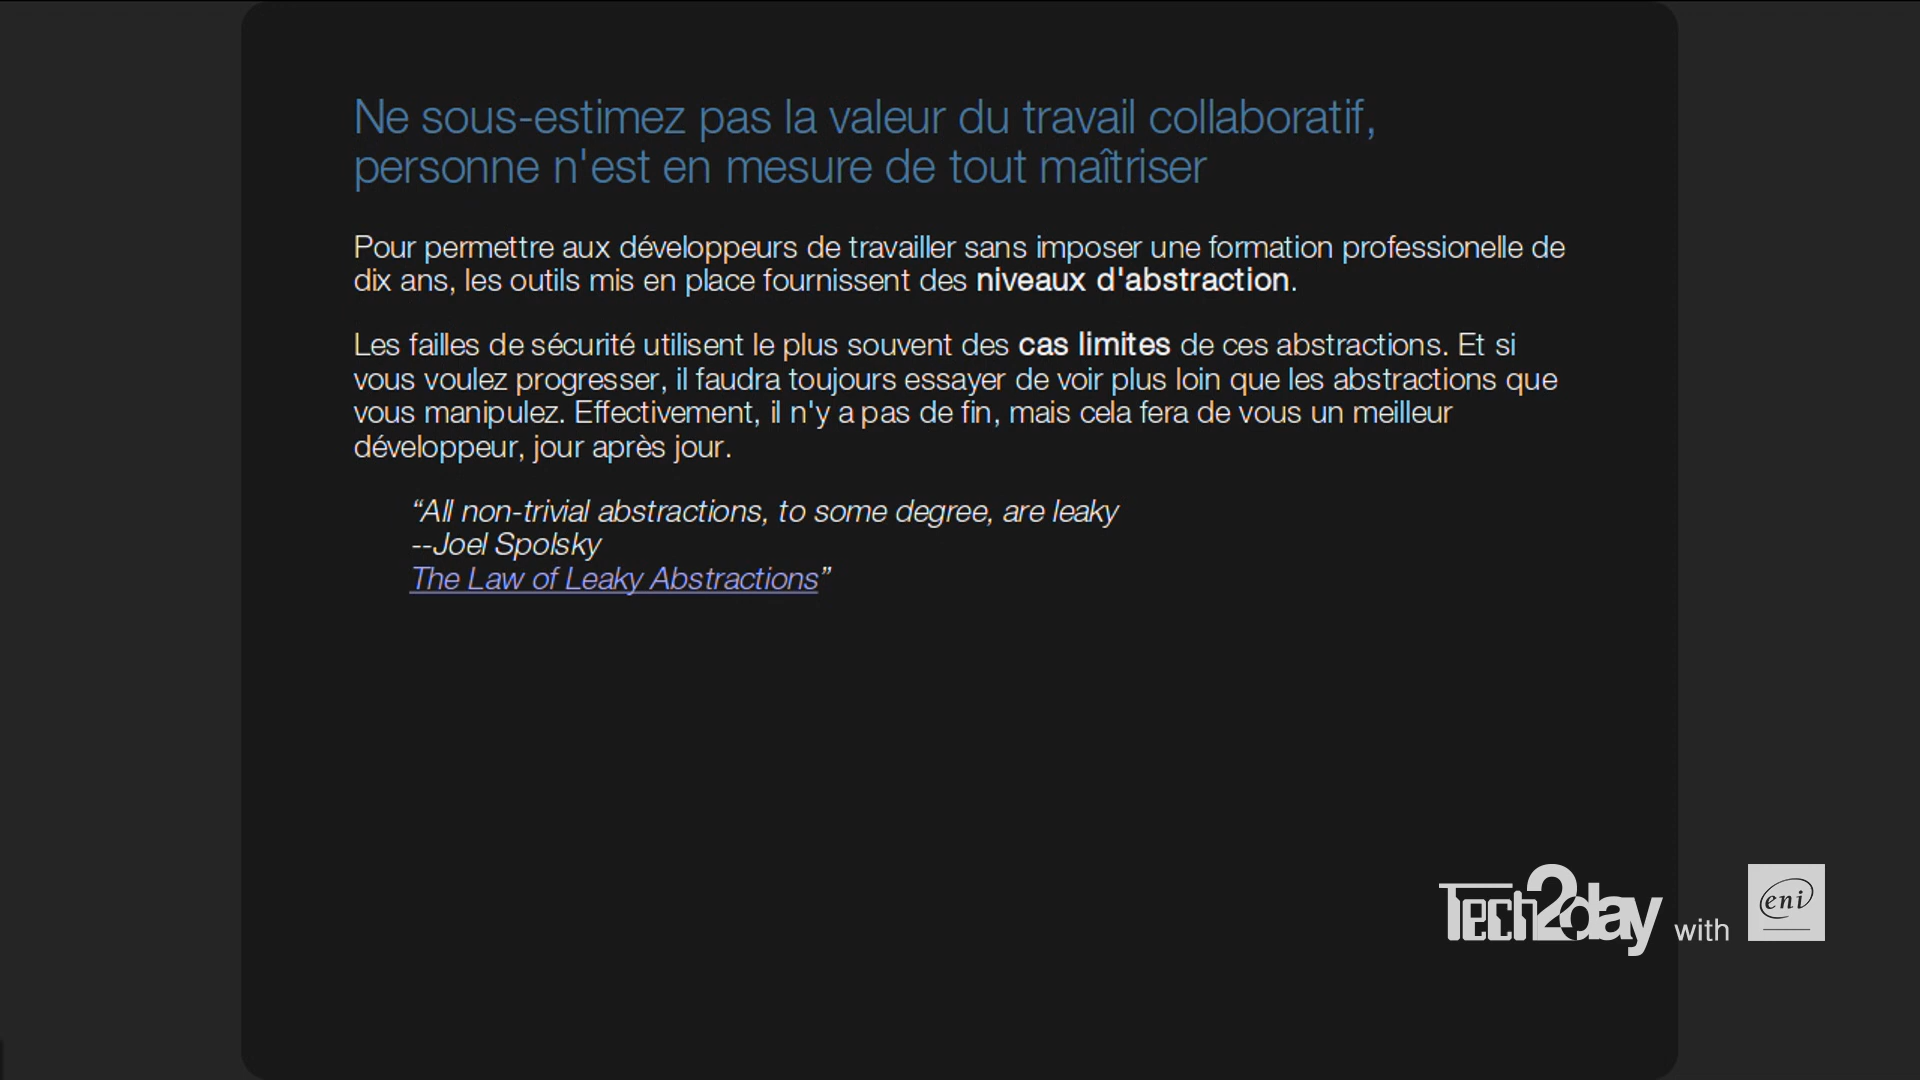 Ne sous-estimez pas la valeur du travail collaboratif,
personne n'est en mesure de tout maîtriser
Pour permettre aux développeurs de travailler sans imposer une formation professionelle de
dix ans, les outils mis en place fournissent des niveaux d'abstraction.
Les failles de sécurité utilisent le plus souvent des cas limites de ces abstractions. Et si
vous voulez progresser, il faudra toujours essayer de voir plus loin que les abstractions que
vous manipulez. Effectivement, il n'y a pas de fin, mais cela fera de vous un meilleur
développeur, jour après jour.
“All non-trivial abstractions, to some degree, are leaky
--Joel Spolsky
The Law of Leaky Abstractions”
Tech2day with eni